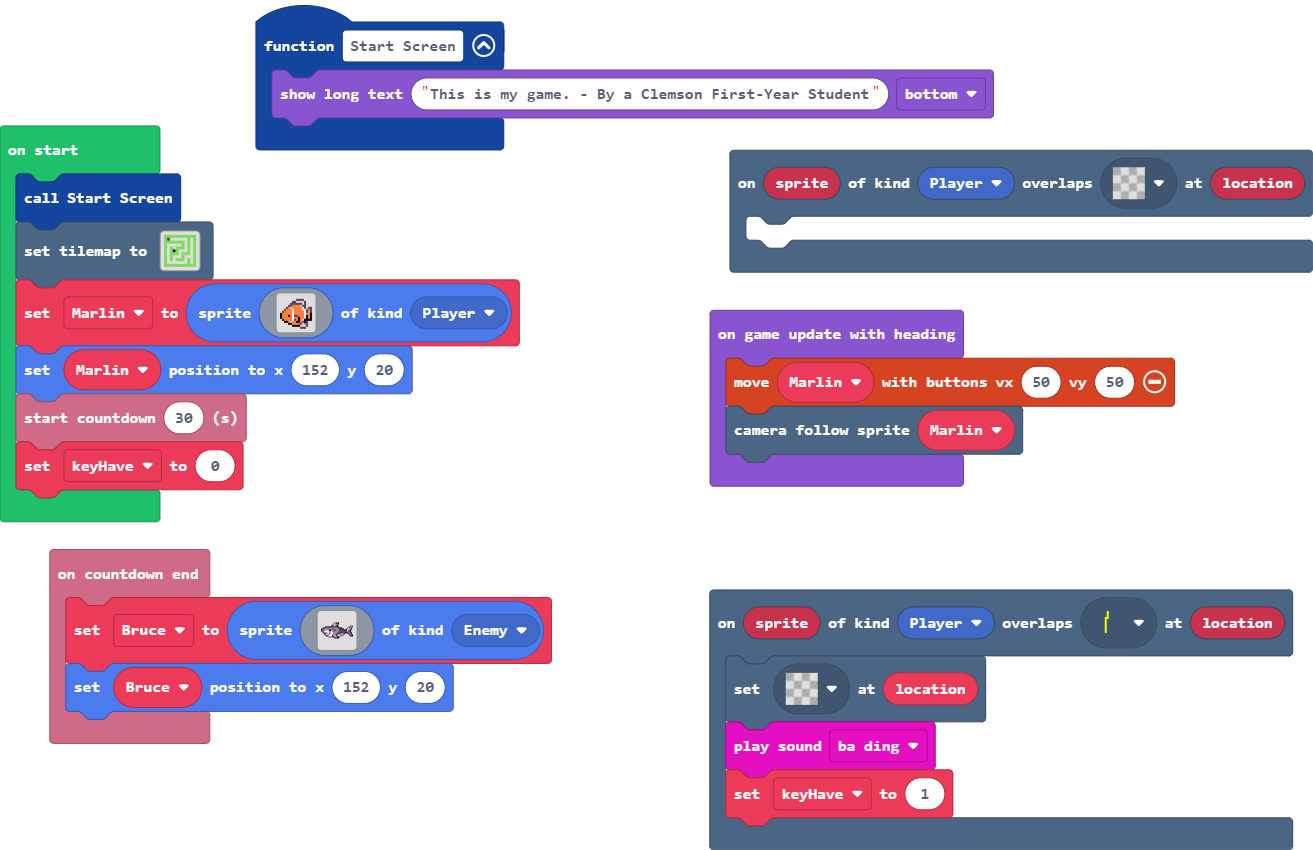 function Start Screen
show long text "This is my game. - By a Clemson First-Year Student" bottom
on start
call Start Screen
set tilemap to
set Marlin to sprite of kind Player
set Marlin position to x 152 y 20
start countdown 30 (s)
set keyHave to 0
on sprite of kind Player overlaps at location
on game update with heading
move Marlin with buttons vx 50 vy 50
camera follow sprite Marlin
on countdown end
set Bruce to sprite of kind Enemy
set Bruce position to x 152 y 20
on sprite of kind Player overlaps at location
set at location
play sound ba ding
set keyHave to 1